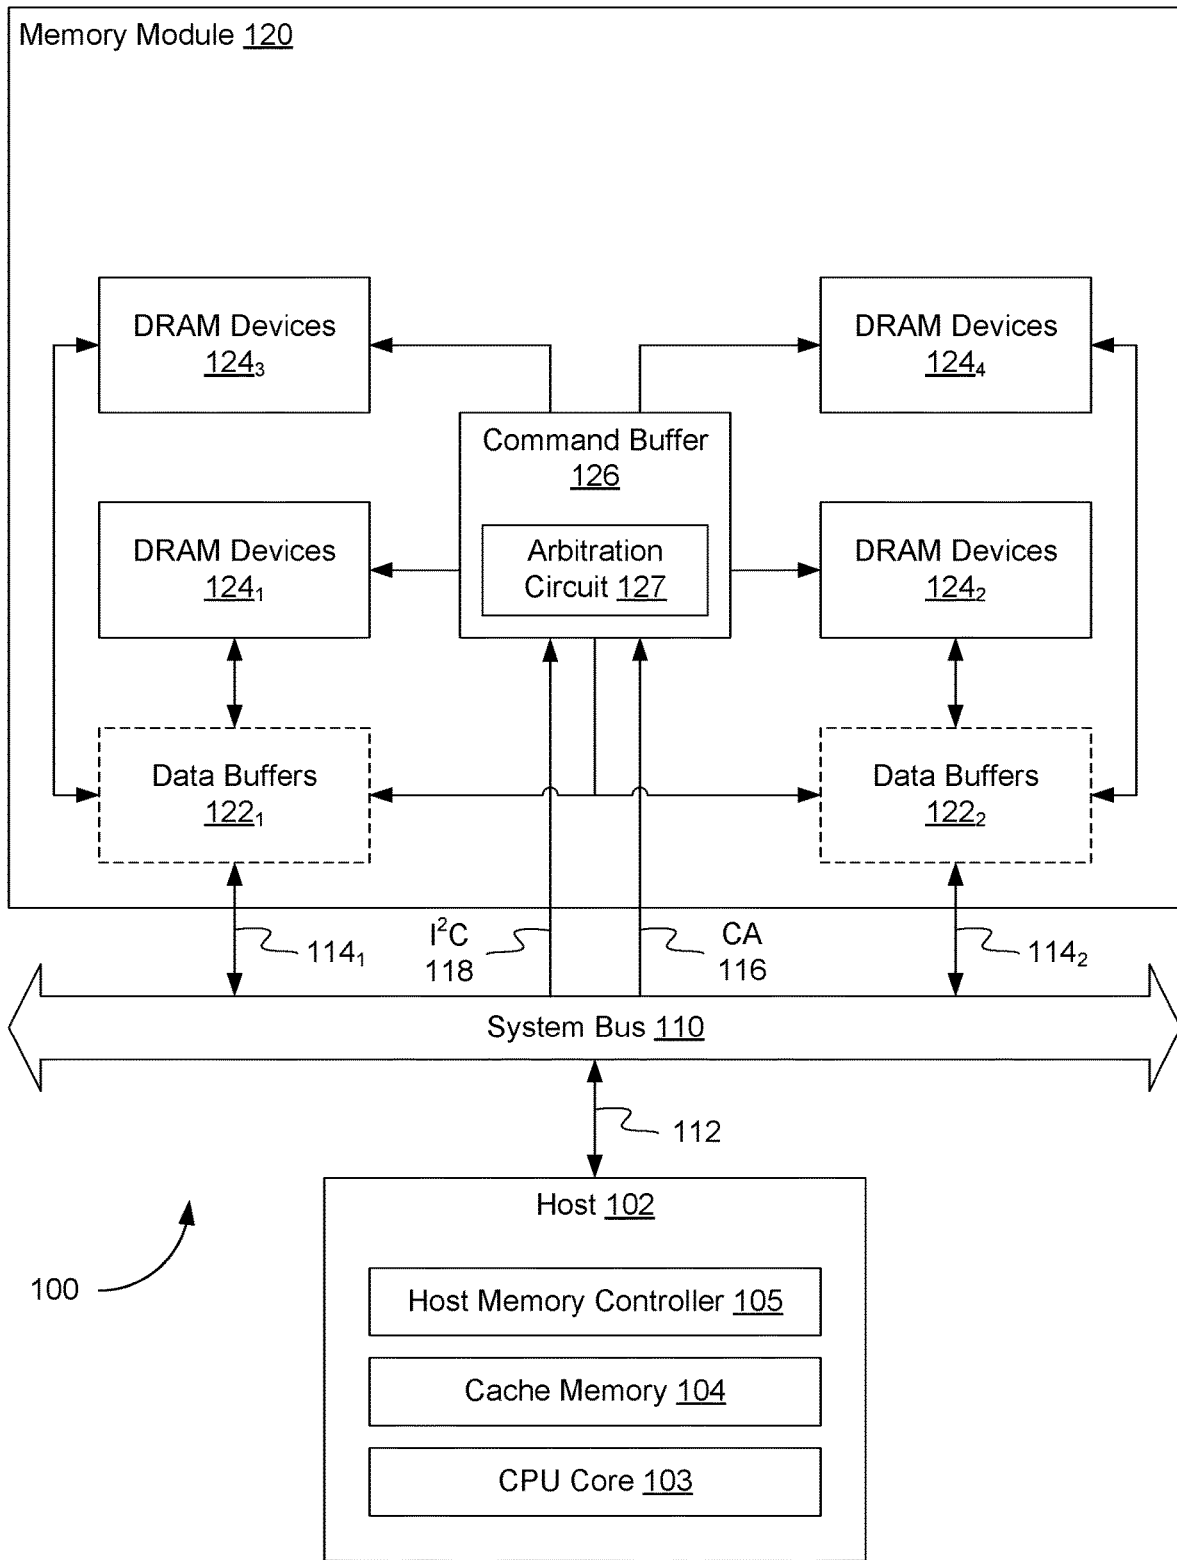 Memory Module 120
DRAM Devices
124₃
DRAM Devices
124₄
Command Buffer
126
Arbitration
Circuit 127
DRAM Devices
124₁
DRAM Devices
124₂
Data Buffers
122₁
Data Buffers
122₂
114₁
I²C
118
CA
116
114₂
System Bus 110
112
Host 102
100
Host Memory Controller 105
Cache Memory 104
CPU Core 103